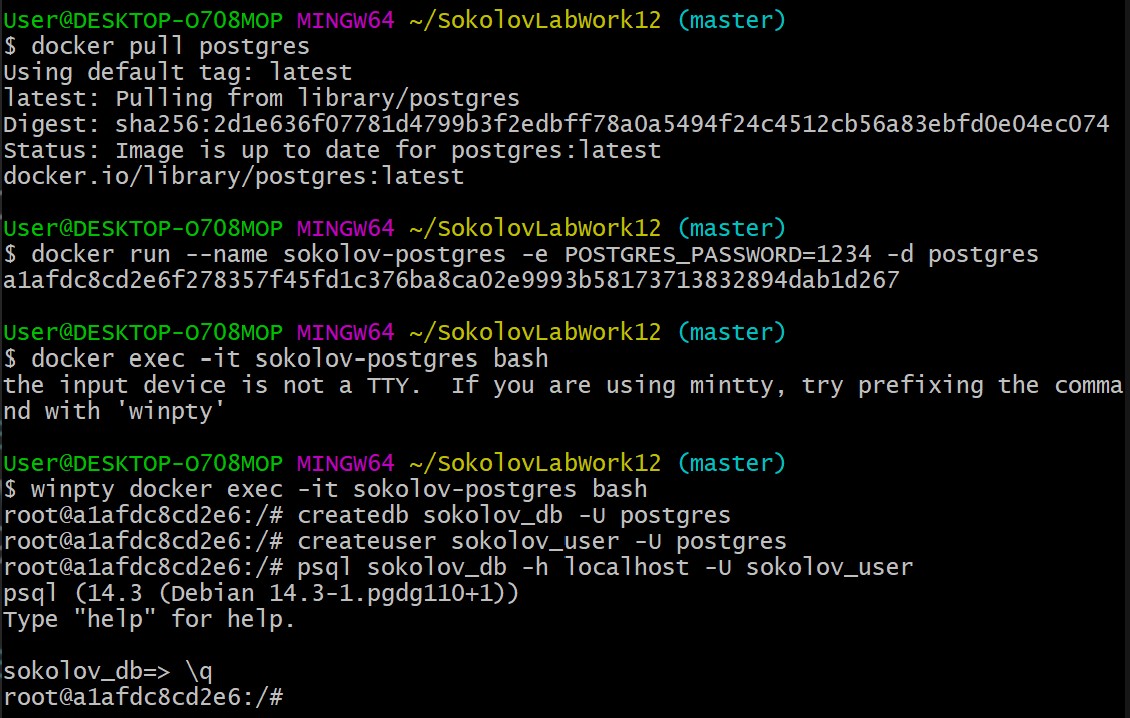 User@DESKTOP-O7O8MOP MINGW64 ~/SokolovLabWork12 (master)
$ docker pull postgres
Using default tag: latest
latest: Pulling from library/postgres
Digest: sha256:2d1e636f07781d4799b3f2edbff78a0a5494f24c4512cb56a83ebfd0e04ec074
Status: Image is up to date for postgres:latest
docker.io/library/postgres:latest
User@DESKTOP-O7O8MOP MINGW64 ~/SokolovLabWork12 (master)
$ docker run --name sokolov-postgres -e POSTGRES_PASSWORD=1234 -d postgres
a1afdc8cd2e6f278357f45fd1c376ba8ca02e9993b58173713832894dab1d267
User@DESKTOP-O7O8MOP MINGW64 ~/SokolovLabWork12 (master)
$ docker exec -it sokolov-postgres bash
the input device is not a TTY.  If you are using mintty, try prefixing the comma
nd with 'winpty'
User@DESKTOP-O7O8MOP MINGW64 ~/SokolovLabWork12 (master)
$ winpty docker exec -it sokolov-postgres bash
root@a1afdc8cd2e6:/# createdb sokolov_db -U postgres
root@a1afdc8cd2e6:/# createuser sokolov_user -U postgres
root@a1afdc8cd2e6:/# psql sokolov_db -h localhost -U sokolov_user
psql (14.3 (Debian 14.3-1.pgdg110+1))
Type "help" for help.
sokolov_db=> \q
root@a1afdc8cd2e6:/#